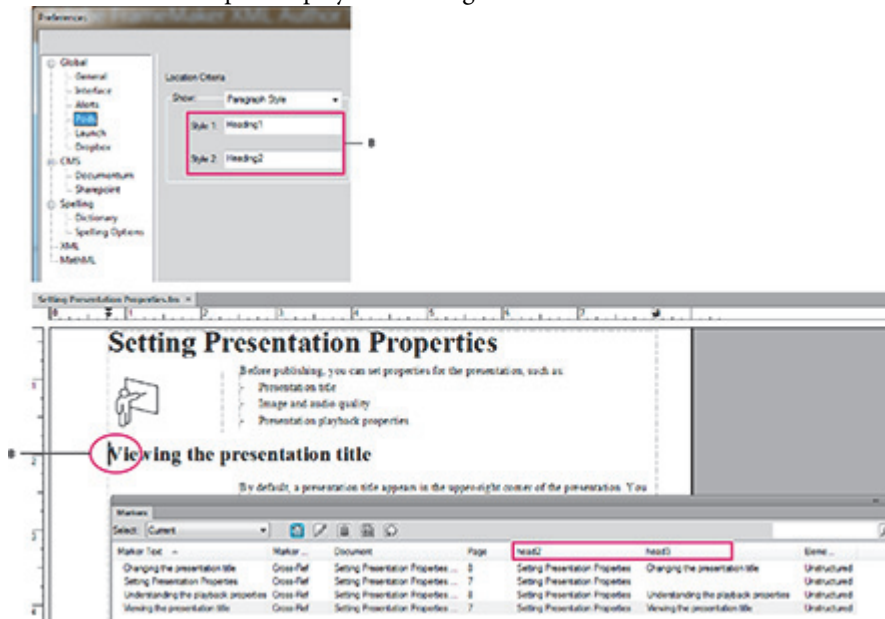 Preferences
Global
General
Interface
Alerts
Pods
Launch
Dropbox
CMS
Documentum
Sharepoint
Spelling
Dictionary
Spelling Options
XML
MathML
Location Criteria
Show: Paragraph Style
Style 1: Heading1
Style 2: Heading2
Setting Presentation Properties.fm ×
Setting Presentation Properties
Before publishing, you can set properties for the presentation, such as:
Presentation title
Image and audio quality
Presentation playback properties
Viewing the presentation title
By default, a presentation title appears in the upper-right corner of the presentation. You
Markers
Select: Current
Marker Text Marker ... Document Page head2 head3 Eleme...
Changing the presentation title Cross-Ref Setting Presentation Properties ... 8 Setting Presentation Properties Changing the presentation title Unstructured
Setting Presentation Properties Cross-Ref Setting Presentation Properties ... 7 Setting Presentation Properties Unstructured
Understanding the playback properties Cross-Ref Setting Presentation Properties ... 8 Setting Presentation Properties Understanding the playback properties Unstructured
Viewing the presentation title Cross-Ref Setting Presentation Properties ... 7 Setting Presentation Properties Viewing the presentation title Unstructured